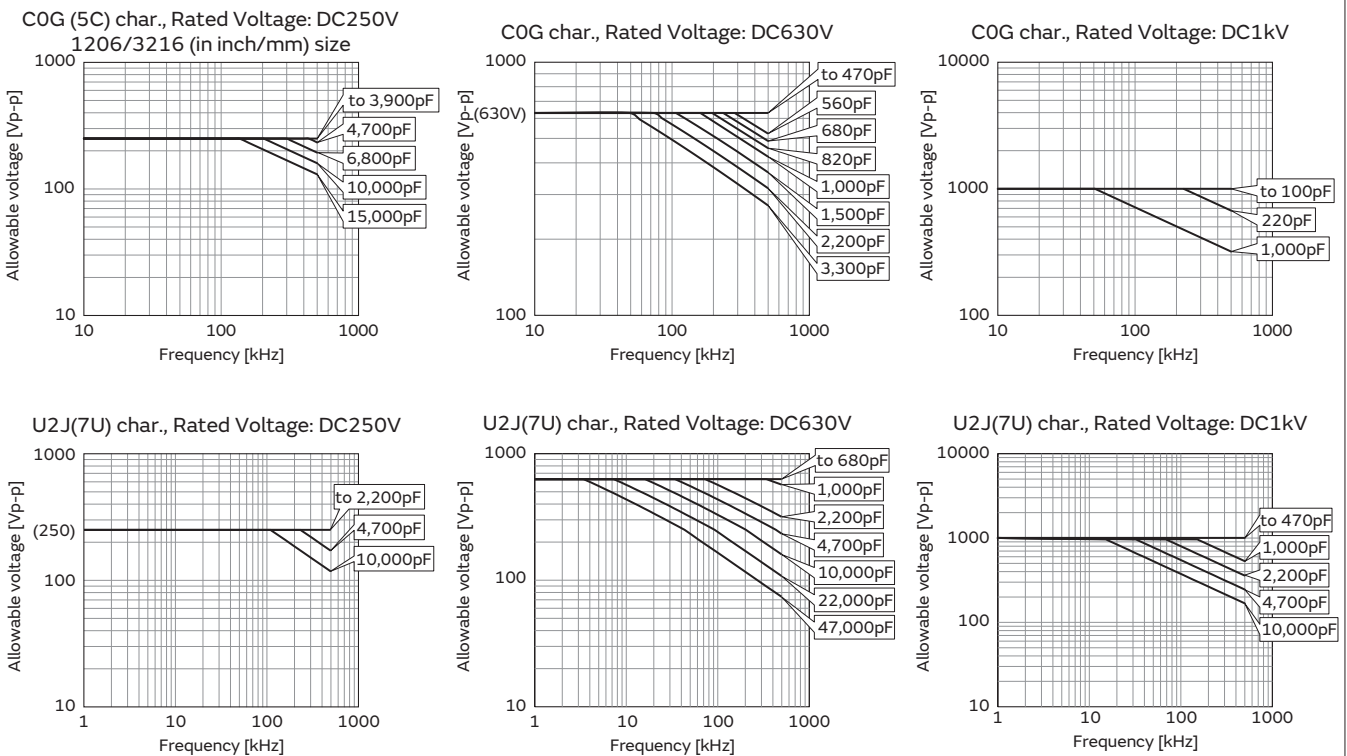 C0G (5C) char., Rated Voltage: DC250V
1206/3216 (in inch/mm) size
Allowable voltage [Vp-p]
1000
100
10
to 3,900pF
4,700pF
6,800pF
10,000pF
15,000pF
10
100
1000
Frequency [kHz]
C0G char., Rated Voltage: DC630V
Allowable voltage [Vp-p]
1000
(630V)
100
to 470pF
560pF
680pF
820pF
1,000pF
1,500pF
2,200pF
3,300pF
10
100
1000
Frequency [kHz]
C0G char., Rated Voltage: DC1kV
Allowable voltage [Vp-p]
10000
1000
100
to 100pF
220pF
1,000pF
10
100
1000
Frequency [kHz]
U2J(7U) char., Rated Voltage: DC250V
Allowable voltage [Vp-p]
1000
(250)
100
10
to 2,200pF
4,700pF
10,000pF
1
10
100
1000
Frequency [kHz]
U2J(7U) char., Rated Voltage: DC630V
Allowable voltage [Vp-p]
1000
100
10
to 680pF
1,000pF
2,200pF
4,700pF
10,000pF
22,000pF
47,000pF
1
10
100
1000
Frequency [kHz]
U2J(7U) char., Rated Voltage: DC1kV
Allowable voltage [Vp-p]
10000
1000
100
10
to 470pF
1,000pF
2,200pF
4,700pF
10,000pF
1
10
100
1000
Frequency [kHz]